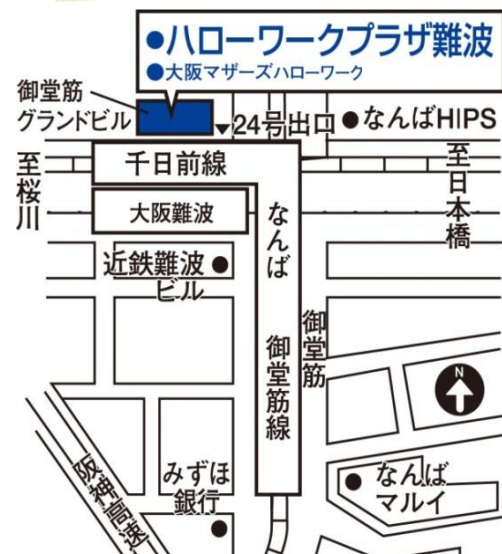 ●ハローワークプラザ難波
●大阪マザーズハローワーク
御堂筋
グランドビル
▼24号出口
●なんばHIPS
至桜川
千日前線
至日本橋
大阪難波
なんば
近鉄難波●
ビル
御堂筋
御堂筋線
N
阪神高速
みずほ
銀行
●なんば
マルイ